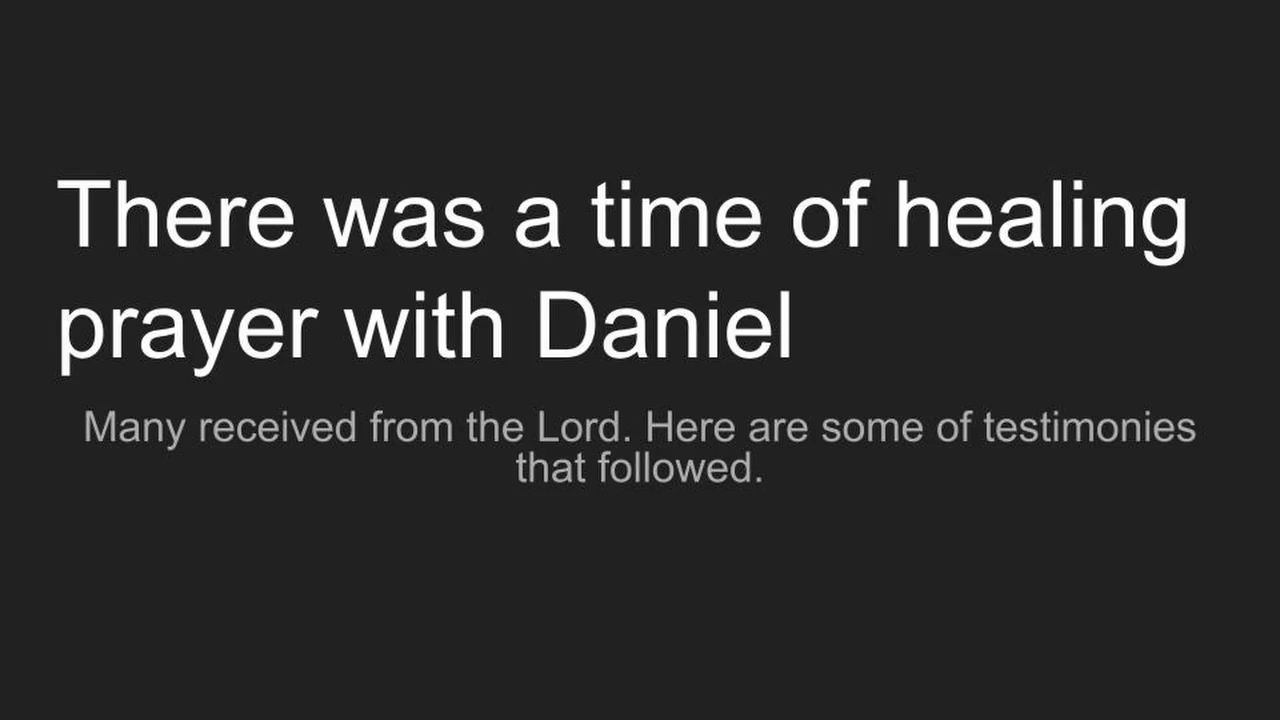 There was a time of healing
prayer with Daniel
Many received from the Lord. Here are some of testimonies
that followed.